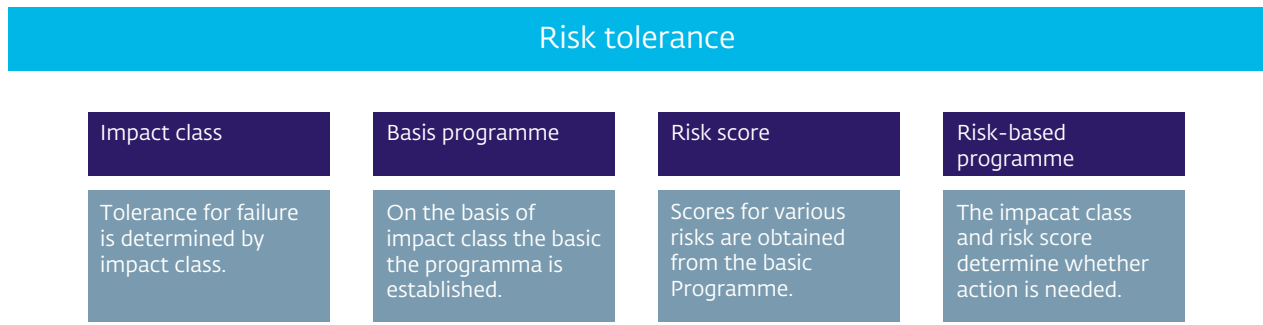 Risk tolerance
Impact class
Basis programme
Risk score
Risk-based
programme
Tolerance for failure
is determined by
impact class.
On the basis of
impact class the basic
the programma is
established.
Scores for various
risks are obtained
from the basic
Programme.
The impacat class
and risk score
determine whether
action is needed.